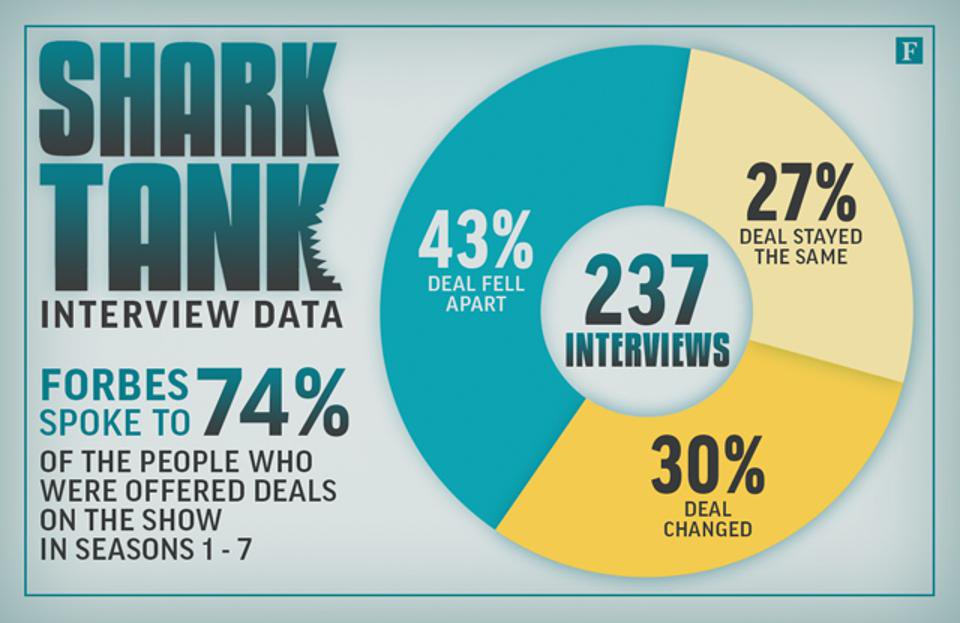 SHARK
TANK
INTERVIEW DATA
FORBES
SPOKE TO 74%
OF THE PEOPLE WHO
WERE OFFERED DEALS
ON THE SHOW
IN SEASONS 1 - 7
43%
DEAL FELL
APART
237
INTERVIEWS
27%
DEAL STAYED
THE SAME
30%
DEAL
CHANGED
F